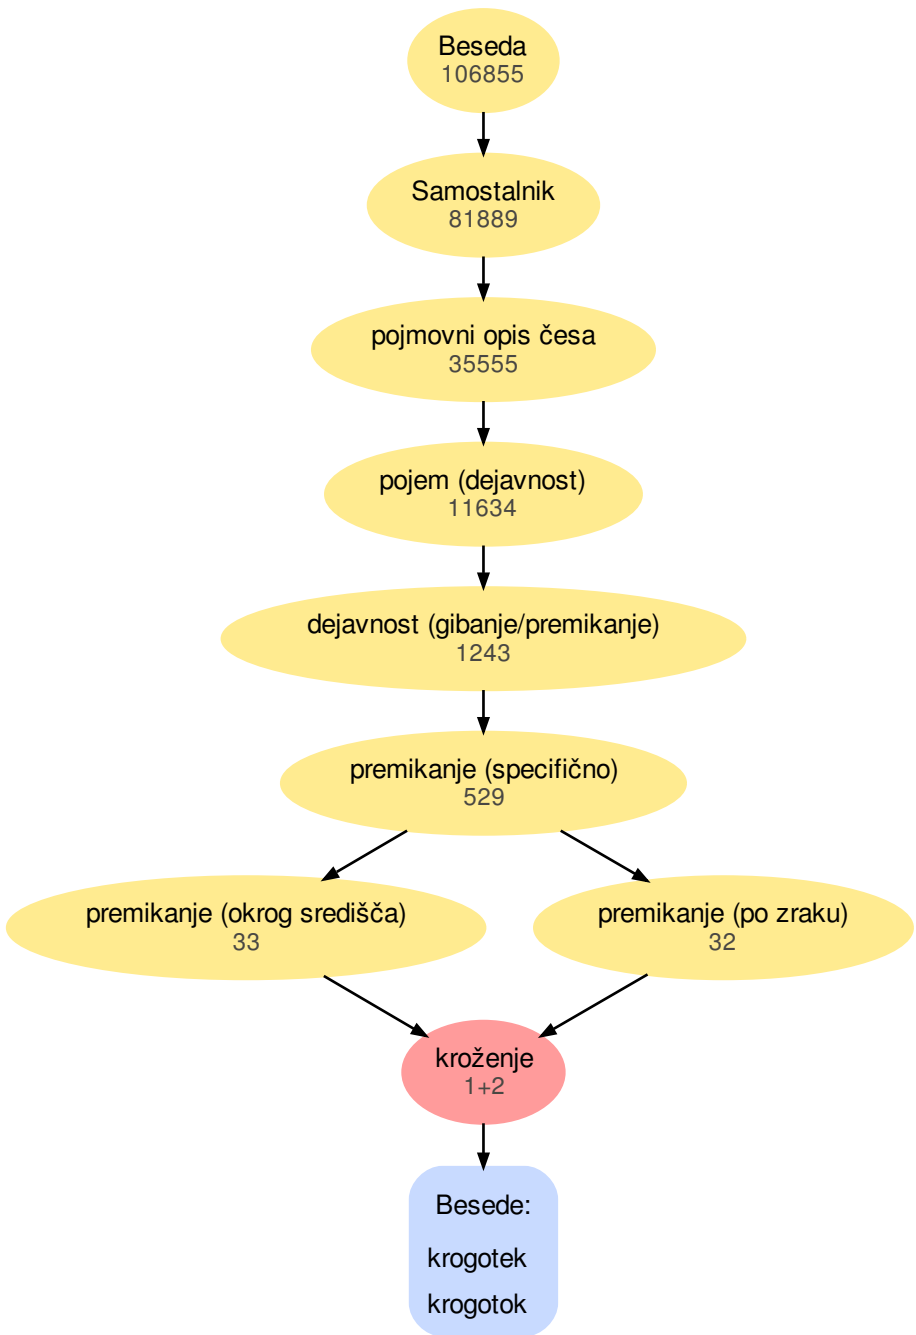 Beseda
106855
Samostalnik
81889
pojmovni opis česa
35555
pojem (dejavnost)
11634
dejavnost (gibanje/premikanje)
1243
premikanje (specifično)
529
premikanje (okrog središča)
33
premikanje (po zraku)
32
kroženje
1+2
Besede:
krogotek
krogotok